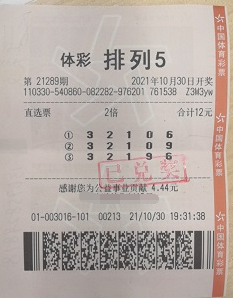 体彩 排列5
第 21289期 2021年10月30日开奖
110330-540860-082282-976201 761538 Z3M3yw
直选票 2倍 合计12元
① 3 2 1 0 6
② 3 2 1 0 9
③ 3 2 1 9 6
已兑奖
感谢您为公益事业贡献 4.44元
01-003016-101 00213 21/10/30 19:31:38
中国体育彩票
中国体育彩票
中国体育彩票